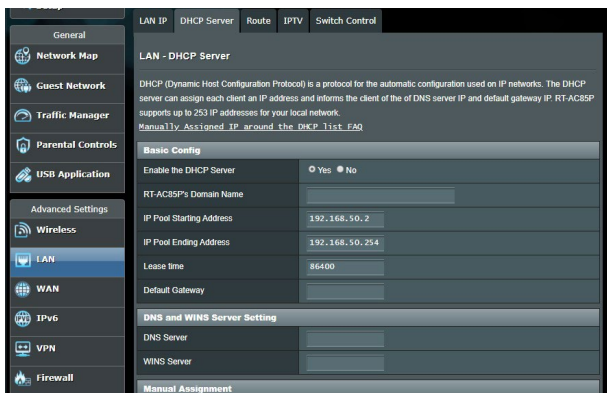 LAN IP DHCP Server Route IPTV Switch Control
General
Network Map
Guest Network
Traffic Manager
Parental Controls
USB Application
Advanced Settings
Wireless
LAN
WAN
IPv6
VPN
Firewall
LAN - DHCP Server
DHCP (Dynamic Host Configuration Protocol) is a protocol for the automatic configuration used on IP networks. The DHCP
server can assign each client an IP address and informs the client of the of DNS server IP and default gateway IP. RT-AC85P
supports up to 253 IP addresses for your local network.
Manually Assigned IP around the DHCP list FAQ
Basic Config
Enable the DHCP Server Yes No
RT-AC85P's Domain Name
IP Pool Starting Address 192.168.50.2
IP Pool Ending Address 192.168.50.254
Lease time 86400
Default Gateway
DNS and WINS Server Setting
DNS Server
WINS Server
Manual Assignment